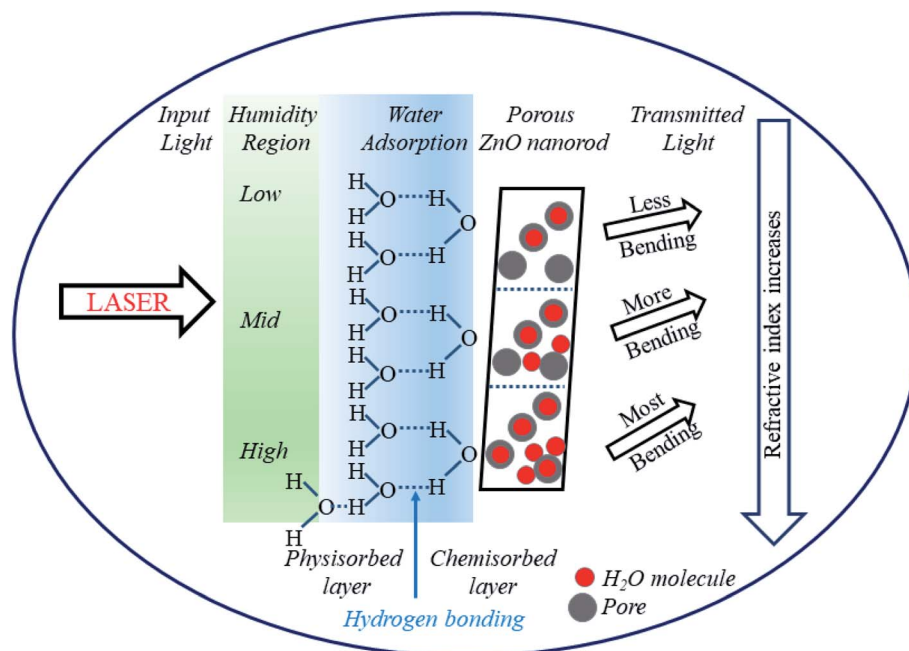 Input
Light
Humidity
Region
Water
Adsorption
Porous
ZnO nanorod
Transmitted
Light
Low
Mid
High
LASER
H
H
O
H
H
H
O
H
O
H
H
H
O
H
O
H
H
H
O
H
O
H
H
O
H
H
O
H
H
O
H
H
O
H
Less
Bending
More
Bending
Most
Bending
Refractive index increases
Physisorbed
layer
Chemisorbed
layer
Hydrogen bonding
H₂O molecule
Pore